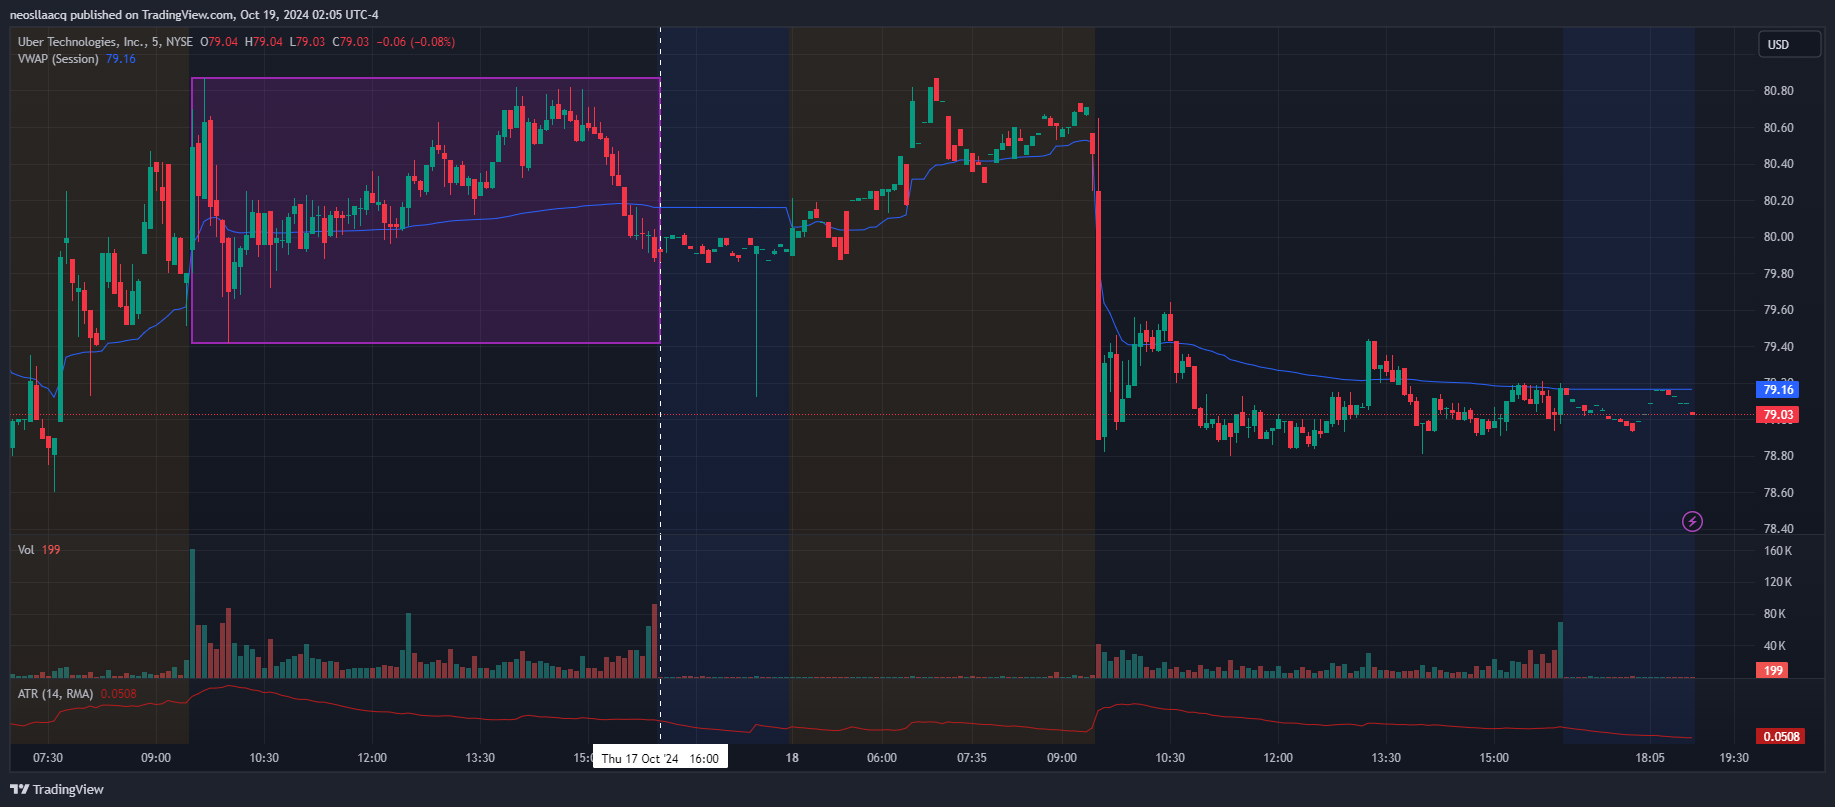 neosllaacq published on TradingView.com, Oct 19, 2024 02:05 UTC-4
Uber Technologies, Inc., 5, NYSE O79.04 H79.04 L79.03 C79.03 −0.06 (−0.08%)
VWAP (Session) 79.16
USD
80.80
80.60
80.40
80.20
80.00
79.80
79.60
79.40
79.16
79.03
78.80
78.60
78.40
Vol 199
160 K
120 K
80 K
40 K
199
ATR (14, RMA) 0.0508
0.0508
07:30 09:00 10:30 12:00 13:30 Thu 17 Oct '24 16:00 18 06:00 07:35 09:00 10:30 12:00 13:30 15:00 18:05 19:30
TradingView